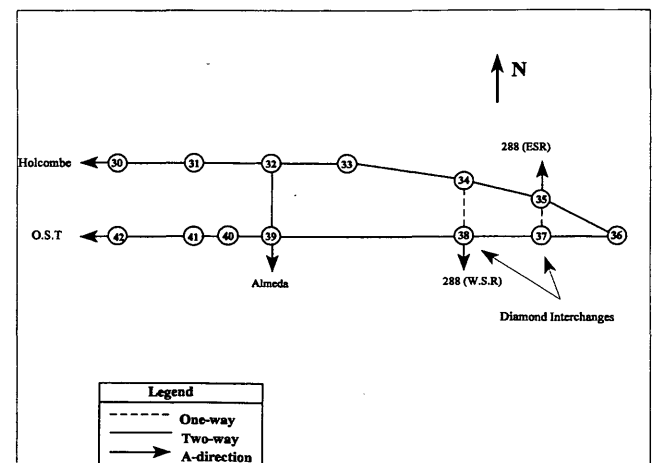 N
288 (ESR)
Holcombe 30 31 32 33
34
35
O.S.T 42 41 40 39 38 37 36
Almeda
288 (W.S.R)
Diamond Interchanges
Legend
One-way
Two-way
A-direction